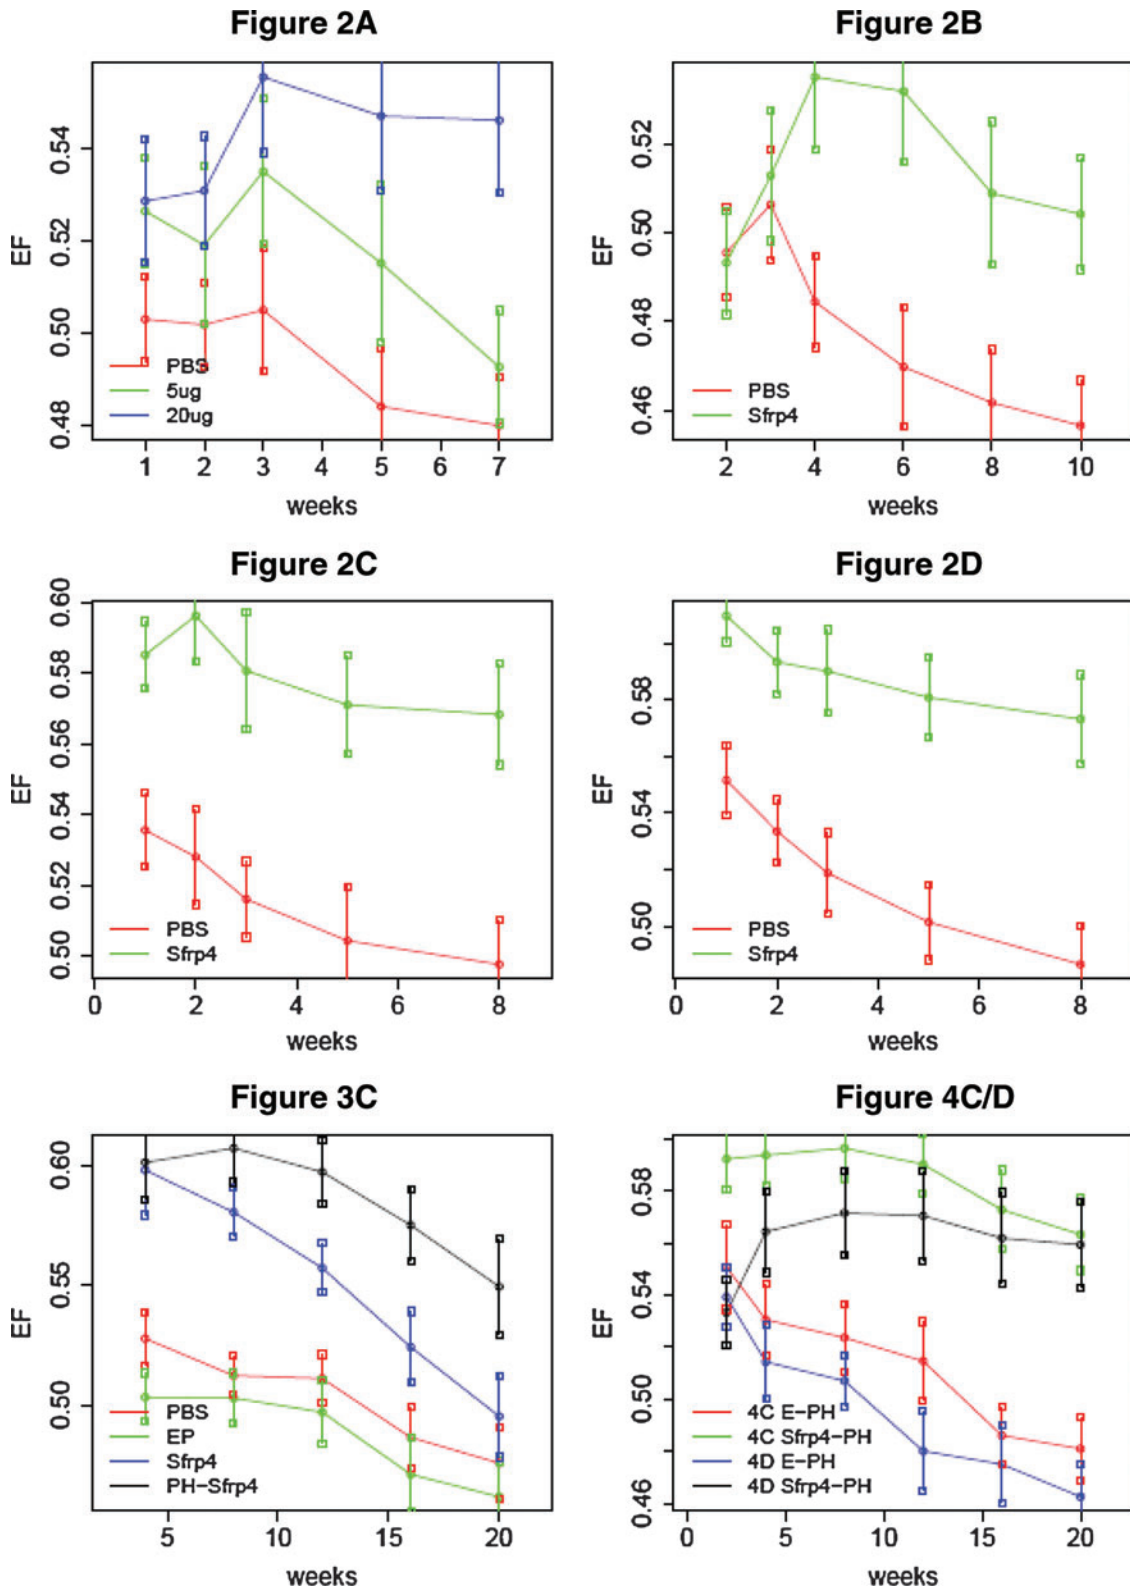 Figure 2A
EF
0.54
0.52
0.50
0.48
PBS
5ug
20ug
1 2 3 4 5 6 7
weeks
Figure 2B
EF
0.52
0.50
0.48
0.46
PBS
Sfrp4
2 4 6 8 10
weeks
Figure 2C
EF
0.60
0.58
0.56
0.54
0.52
0.50
PBS
Sfrp4
0 2 4 6 8
weeks
Figure 2D
EF
0.58
0.54
0.50
PBS
Sfrp4
0 2 4 6 8
weeks
Figure 3C
EF
0.60
0.55
0.50
PBS
EP
Sfrp4
PH-Sfrp4
5 10 15 20
weeks
Figure 4C/D
EF
0.58
0.54
0.50
0.46
4C E-PH
4C Sfrp4-PH
4D E-PH
4D Sfrp4-PH
0 5 10 15 20
weeks